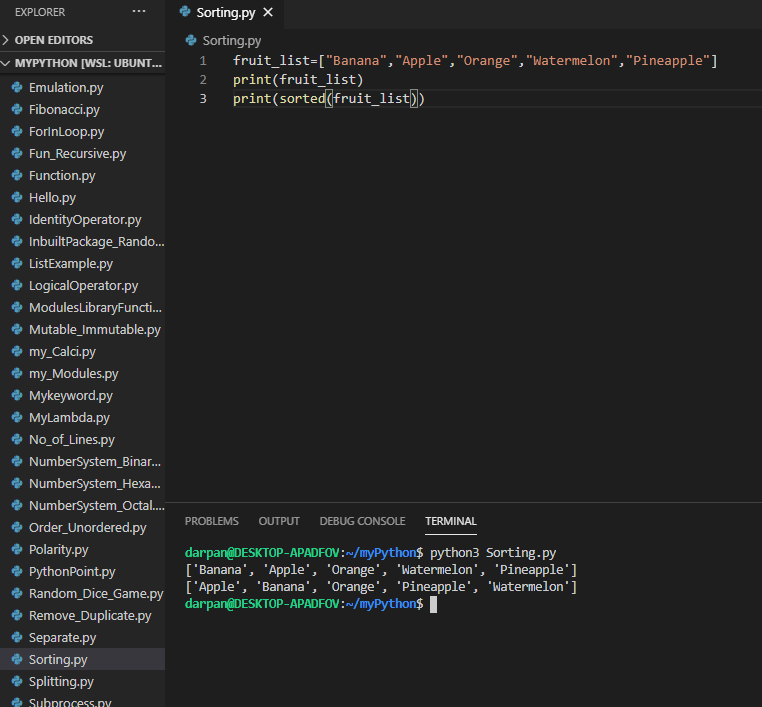 EXPLORER ...
Sorting.py
OPEN EDITORS
MYPYTHON [WSL: UBUNT...
Emulation.py
Fibonacci.py
ForInLoop.py
Fun_Recursive.py
Function.py
Hello.py
IdentityOperator.py
InbuiltPackage_Rando...
ListExample.py
LogicalOperator.py
ModulesLibraryFuncti...
Mutable_Immutable.py
my_Calci.py
my_Modules.py
Mykeyword.py
MyLambda.py
No_of_Lines.py
NumberSystem_Binar...
NumberSystem_Hexa...
NumberSystem_Octal...
Order_Unordered.py
Polarity.py
PythonPoint.py
Random_Dice_Game.py
Remove_Duplicate.py
Separate.py
Sorting.py
Splitting.py
Subprocess.py
Sorting.py
1 fruit_list=["Banana","Apple","Orange","Watermelon","Pineapple"]
2 print(fruit_list)
3 print(sorted(fruit_list))
PROBLEMS OUTPUT DEBUG CONSOLE TERMINAL
darpan@DESKTOP-APADFOV:~/myPython$ python3 Sorting.py
['Banana', 'Apple', 'Orange', 'Watermelon', 'Pineapple']
['Apple', 'Banana', 'Orange', 'Pineapple', 'Watermelon']
darpan@DESKTOP-APADFOV:~/myPython$